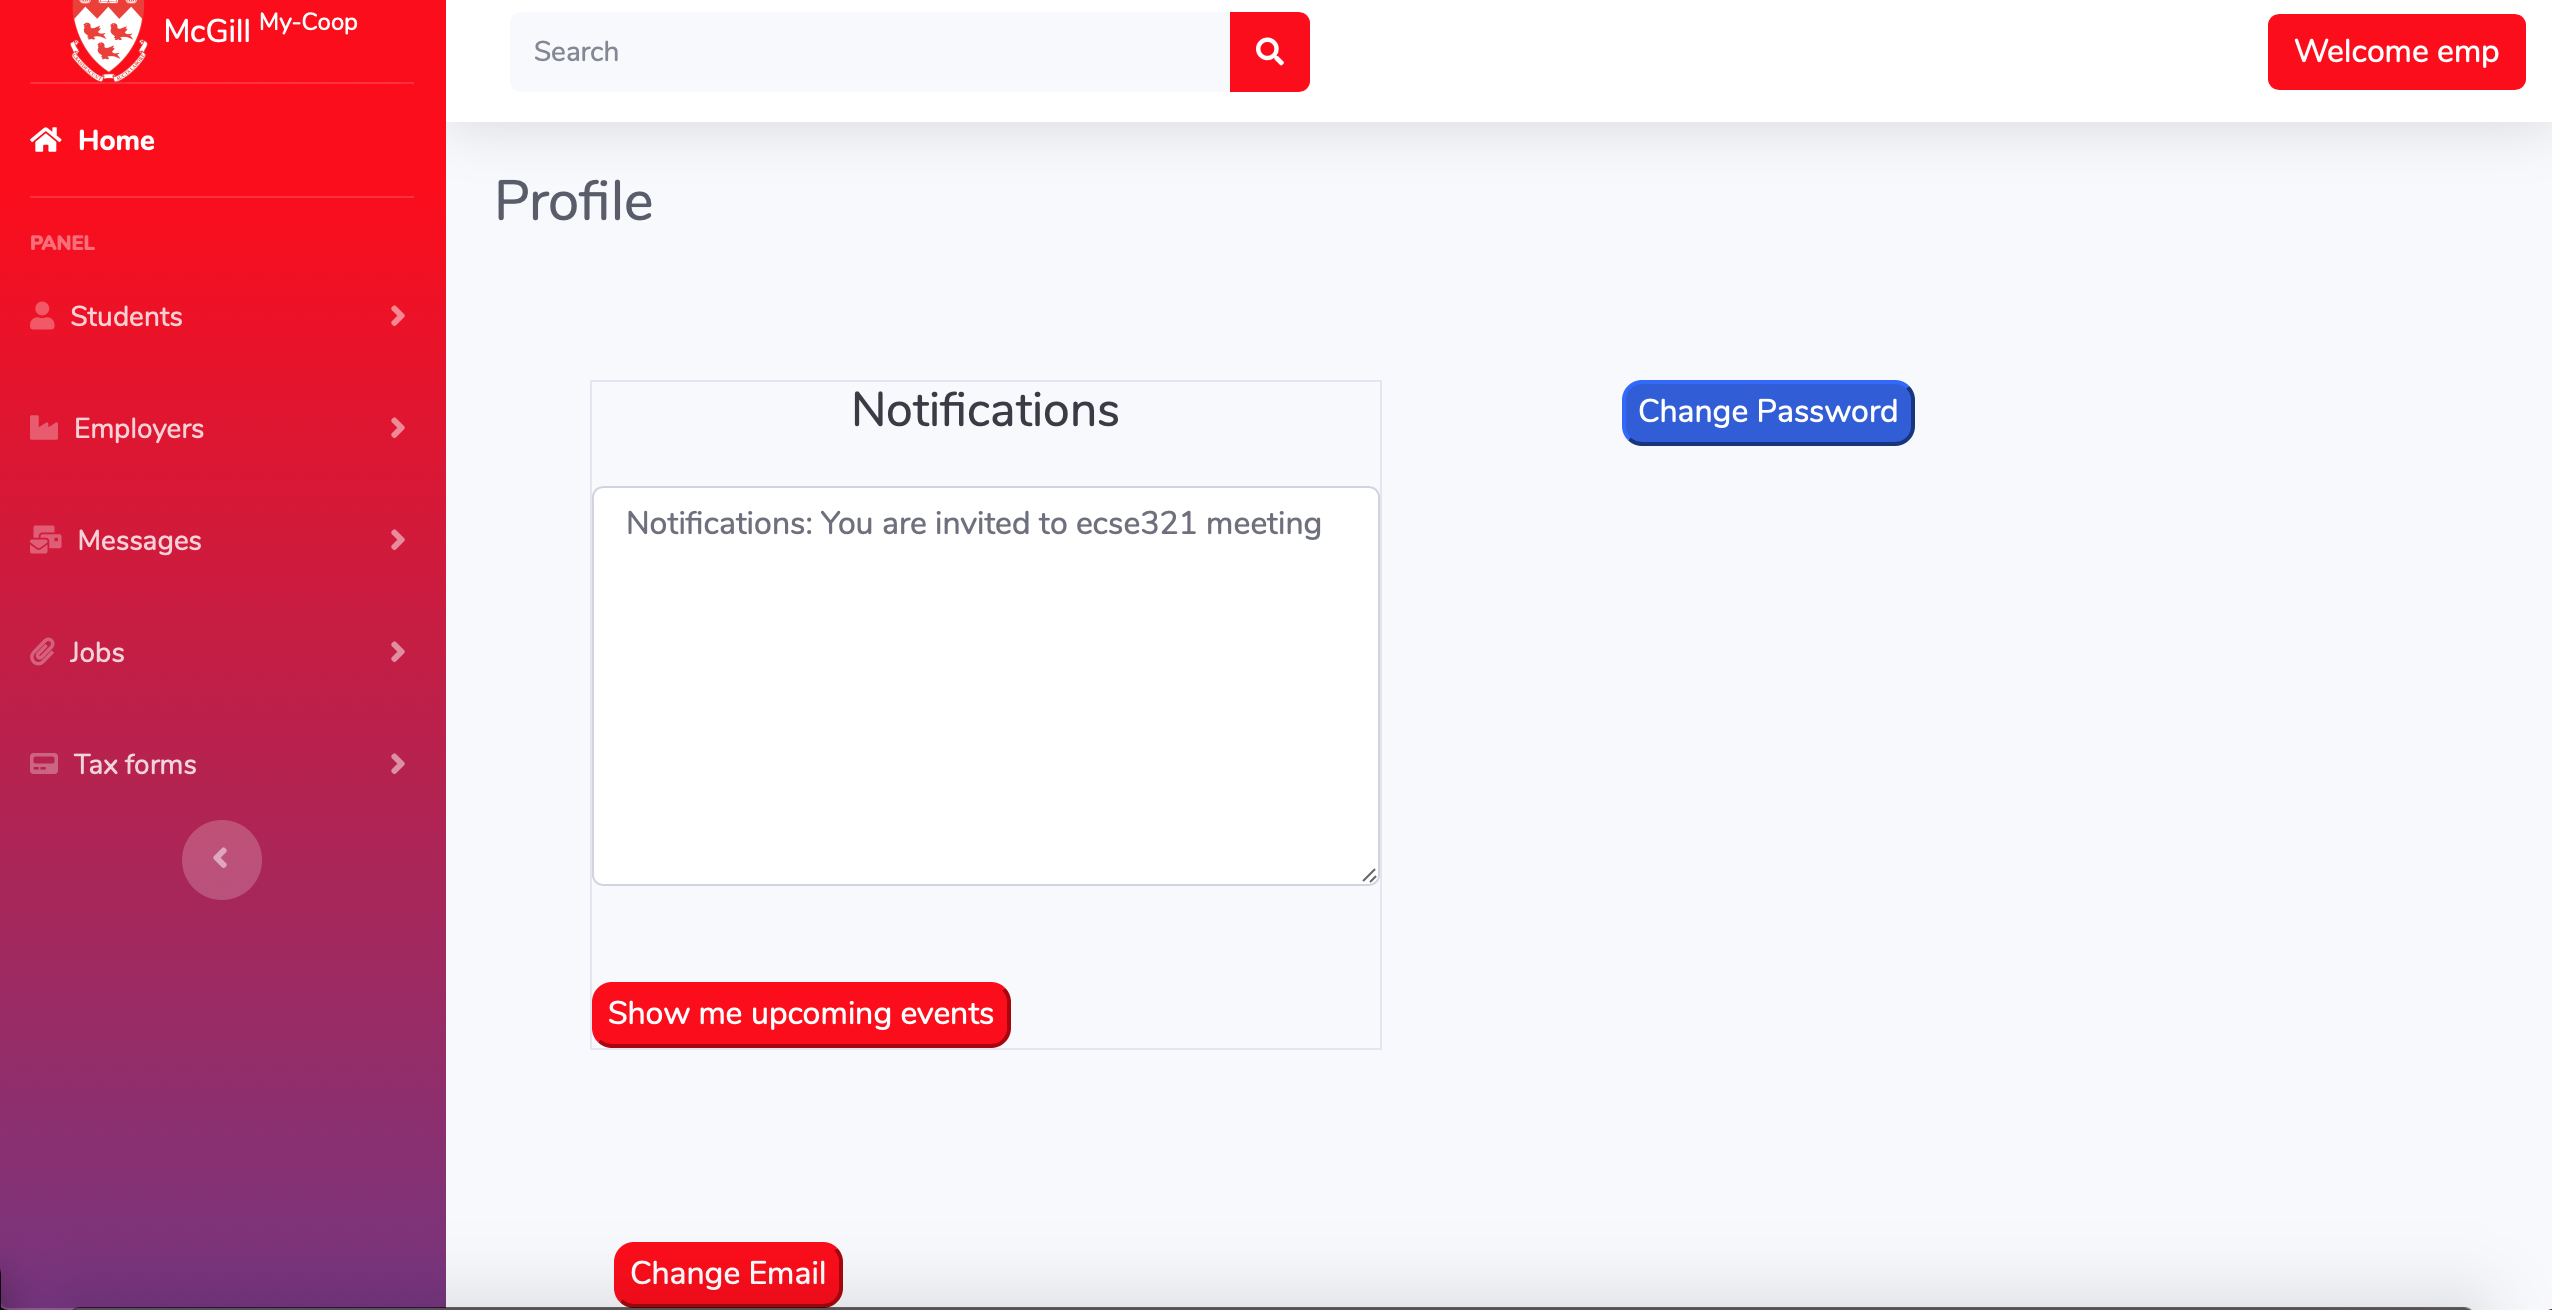 McGill My-Coop
Search
Welcome emp
Home
Profile
PANEL
Students
Employers
Messages
Jobs
Tax forms
Notifications
Change Password
Notifications: You are invited to ecse321 meeting
Show me upcoming events
Change Email